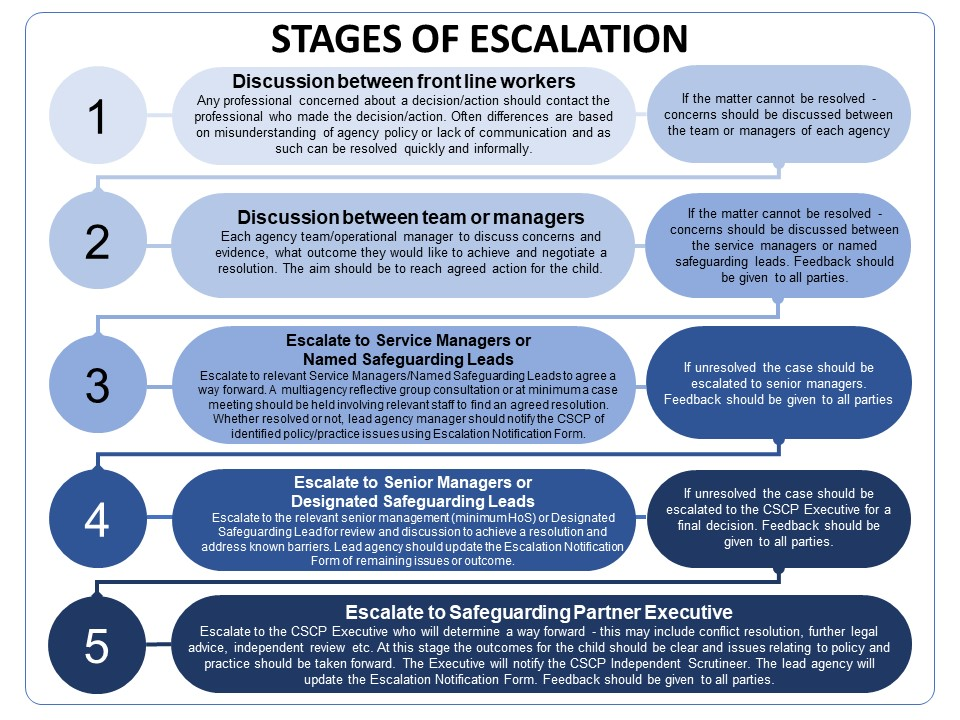 STAGES OF ESCALATION
1
Discussion between front line workers
Any professional concerned about a decision/action should contact the
professional who made the decision/action. Often differences are based
on misunderstanding of agency policy or lack of communication and as
such can be resolved quickly and informally.
If the matter cannot be resolved -
concerns should be discussed between
the team or managers of each agency
2
Discussion between team or managers
Each agency team/operational manager to discuss concerns and
evidence, what outcome they would like to achieve and negotiate a
resolution. The aim should be to reach agreed action for the child.
If the matter cannot be resolved -
concerns should be discussed between
the service managers or named
safeguarding leads. Feedback should
be given to all parties.
3
Escalate to Service Managers or
Named Safeguarding Leads
Escalate to relevant Service Managers/Named Safeguarding Leads to agree a
way forward. A multiagency reflective group consultation or at minimum a case
meeting should be held involving relevant staff to find an agreed resolution.
Whether resolved or not, lead agency manager should notify the CSCP of
identified policy/practice issues using Escalation Notification Form.
If unresolved the case should be
escalated to senior managers.
Feedback should be given to all parties
4
Escalate to Senior Managers or
Designated Safeguarding Leads
Escalate to the relevant senior management (minimum HoS) or Designated
Safeguarding Lead for review and discussion to achieve a resolution and
address known barriers. Lead agency should update the Escalation Notification
Form of remaining issues or outcome.
If unresolved the case should be
escalated to the CSCP Executive for a
final decision. Feedback should be
given to all parties.
5
Escalate to Safeguarding Partner Executive
Escalate to the CSCP Executive who will determine a way forward - this may include conflict resolution, further legal
advice, independent review etc. At this stage the outcomes for the child should be clear and issues relating to policy and
practice should be taken forward. The Executive will notify the CSCP Independent Scrutineer. The lead agency will
update the Escalation Notification Form. Feedback should be given to all parties.